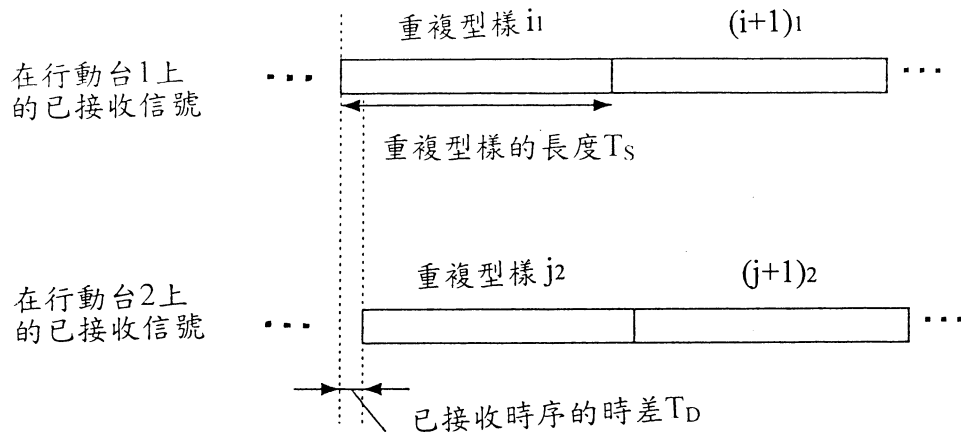 重複型樣 i1 (i+1)1
在行動台1上
的已接收信號
... ...
重複型樣的長度TS
重複型樣 j2 (j+1)2
在行動台2上
的已接收信號
... ...
已接收時序的時差TD